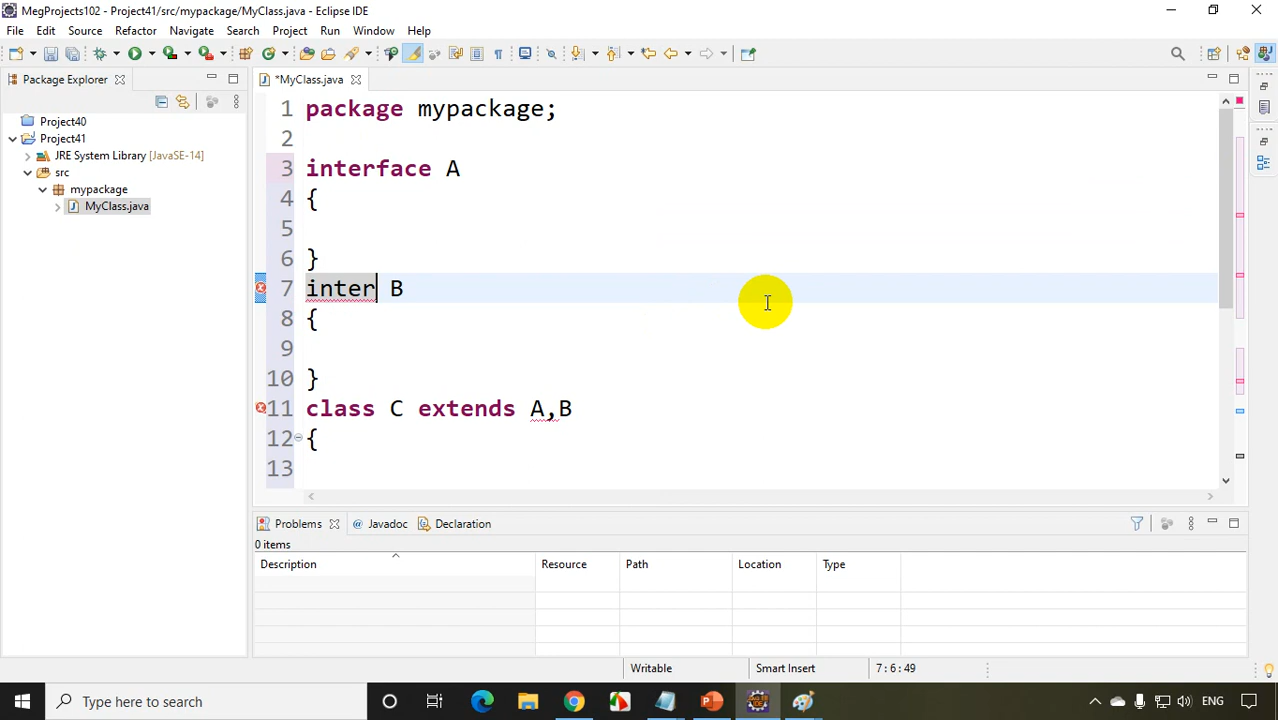 MegProjects102 - Project41/src/mypackage/MyClass.java - Eclipse IDE
File Edit Source Refactor Navigate Search Project Run Window Help
Package Explorer
*MyClass.java
Project40
Project41
JRE System Library [JavaSE-14]
src
mypackage
MyClass.java
1 package mypackage;
2
3 interface A
4 {
5
6 }
7 inter B
8 {
9
10 }
11 class C extends A,B
12 {
13
Problems @ Javadoc Declaration
0 items
Description Resource Path Location Type
Writable Smart Insert 7 : 6 : 49
Type here to search
ENG